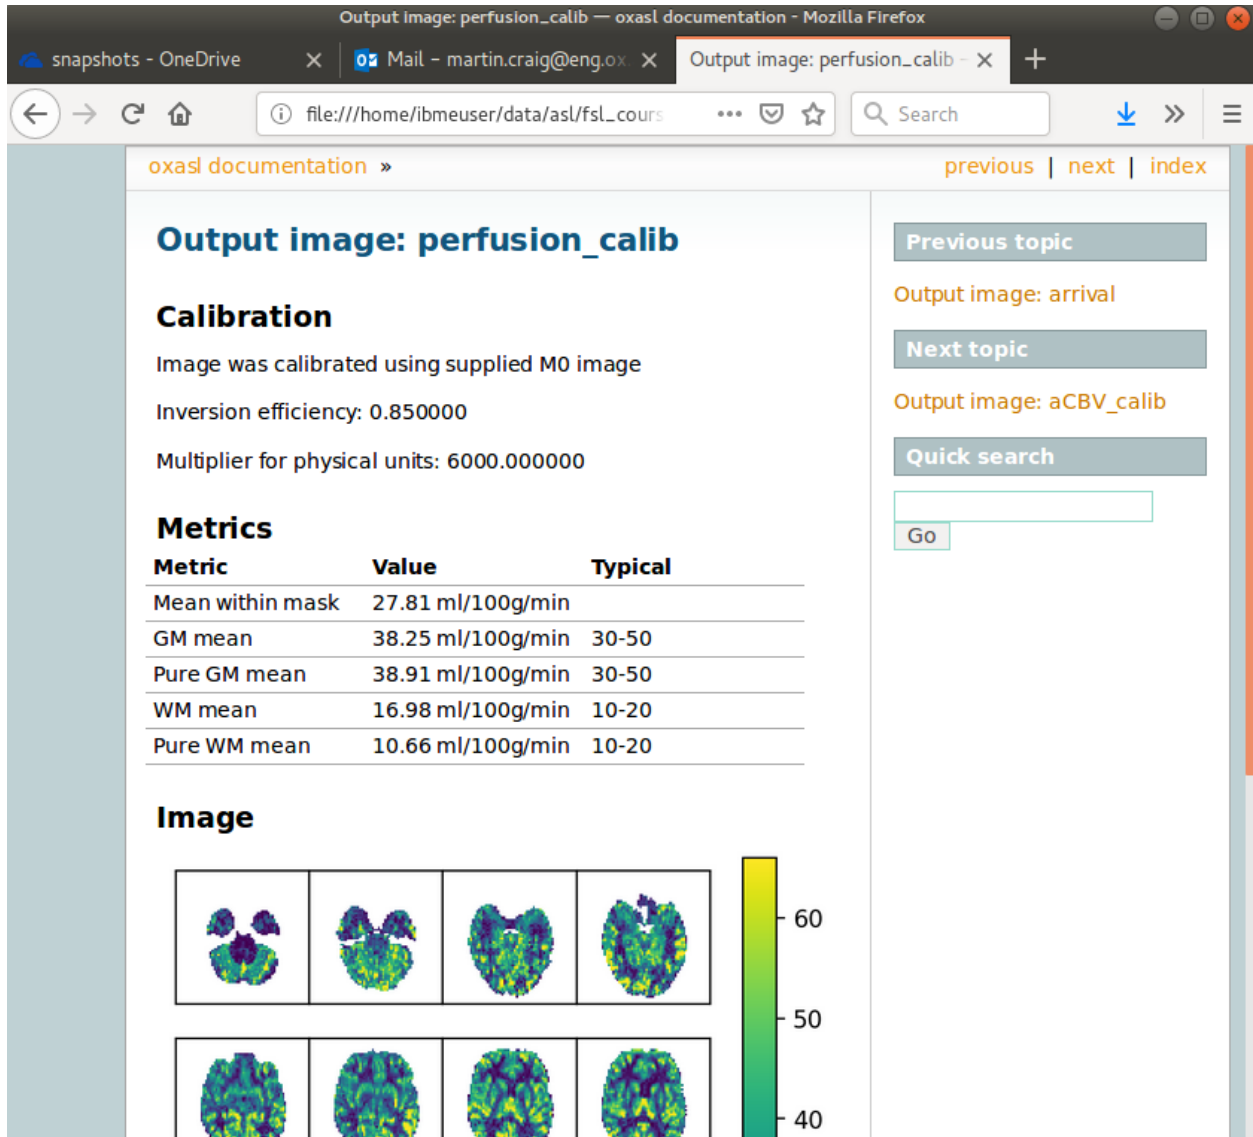 Output image: perfusion_calib — oxasl documentation - Mozilla Firefox
snapshots - OneDrive
Mail – martin.craig@eng.ox
Output image: perfusion_calib –
file:///home/ibmeuser/data/asl/fsl_cours
Search
oxasl documentation »
previous | next | index
Output image: perfusion_calib
Calibration
Image was calibrated using supplied M0 image
Inversion efficiency: 0.850000
Multiplier for physical units: 6000.000000
Metrics
Metric Value Typical
Mean within mask 27.81 ml/100g/min
GM mean 38.25 ml/100g/min 30-50
Pure GM mean 38.91 ml/100g/min 30-50
WM mean 16.98 ml/100g/min 10-20
Pure WM mean 10.66 ml/100g/min 10-20
Image
60
50
40
Previous topic
Output image: arrival
Next topic
Output image: aCBV_calib
Quick search
Go